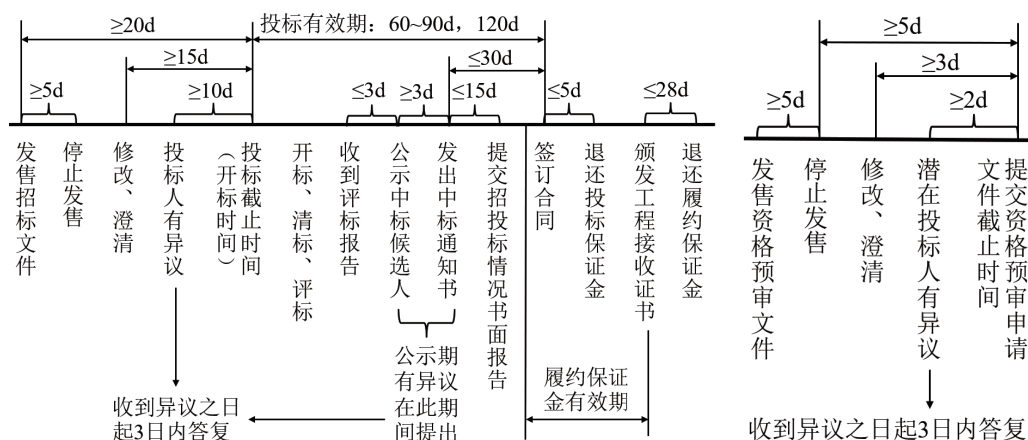 ≥20d
投标有效期：60~90d，120d
≥15d
≤30d
≥5d
≥10d
≤3d
≥3d
≤15d
≤5d
≤28d
发售招标文件
停止发售
修改、澄清
投标人有异议
投标截止时间
（开标时间）
开标、清标、评标
收到评标报告
公示中标候选人
发出中标通知书
提交招投标情况书面报告
签订合同
退还投标保证金
颁发工程接收证书
退还履约保证金
公示期
有异议
在此期
间提出
收到异议之日
起3日内答复
履约保证
金有效期
≥5d
≥3d
≥5d
≥2d
发售资格预审文件
停止发售
修改、澄清
潜在投标人有异议
提交资格预审申请
文件截止时间
收到异议之日起3日内答复